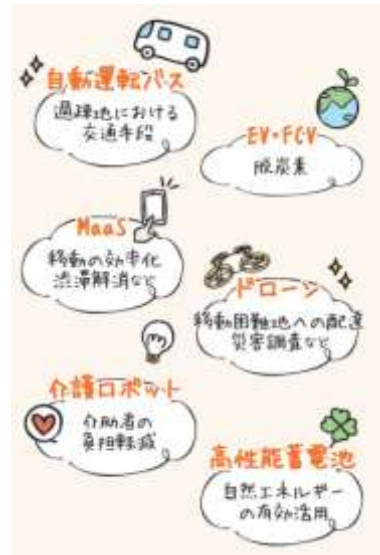 自動運転バス
過疎地における
交通手段
EV・FCV
脱炭素
MaaS
移動の効率化
渋滞解消など
ドローン
移動困難地への配達
災害調査など
介護ロボット
介助者の
負担軽減
高性能蓄電池
自然エネルギー
の有効活用